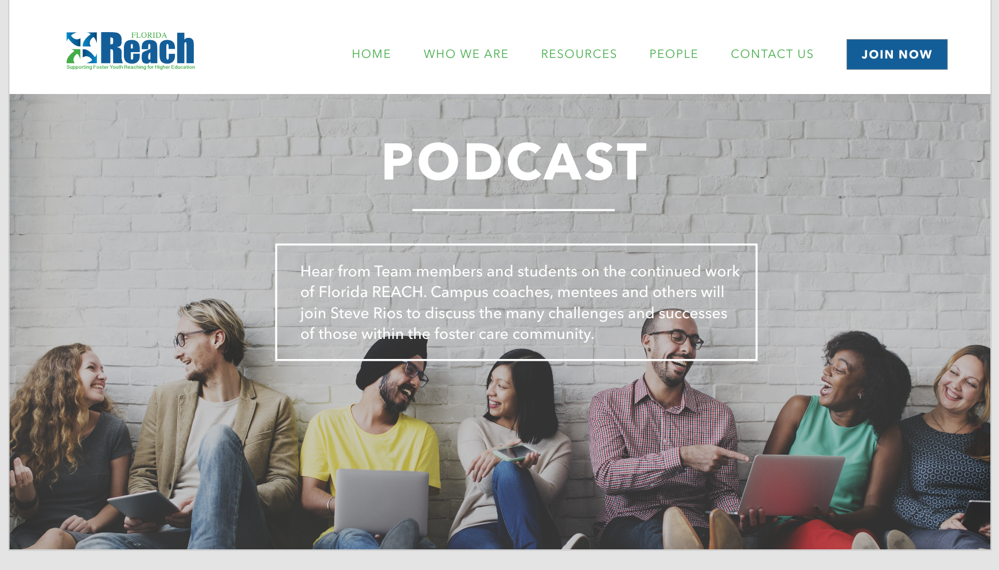 FLORIDA
Reach
Supporting Foster Youth Reaching for Higher Education
HOME
WHO WE ARE
RESOURCES
PEOPLE
CONTACT US
JOIN NOW
PODCAST
Hear from Team members and students on the continued work
of Florida REACH. Campus coaches, mentees and others will
join Steve Rios to discuss the many challenges and successes
of those within the foster care community.